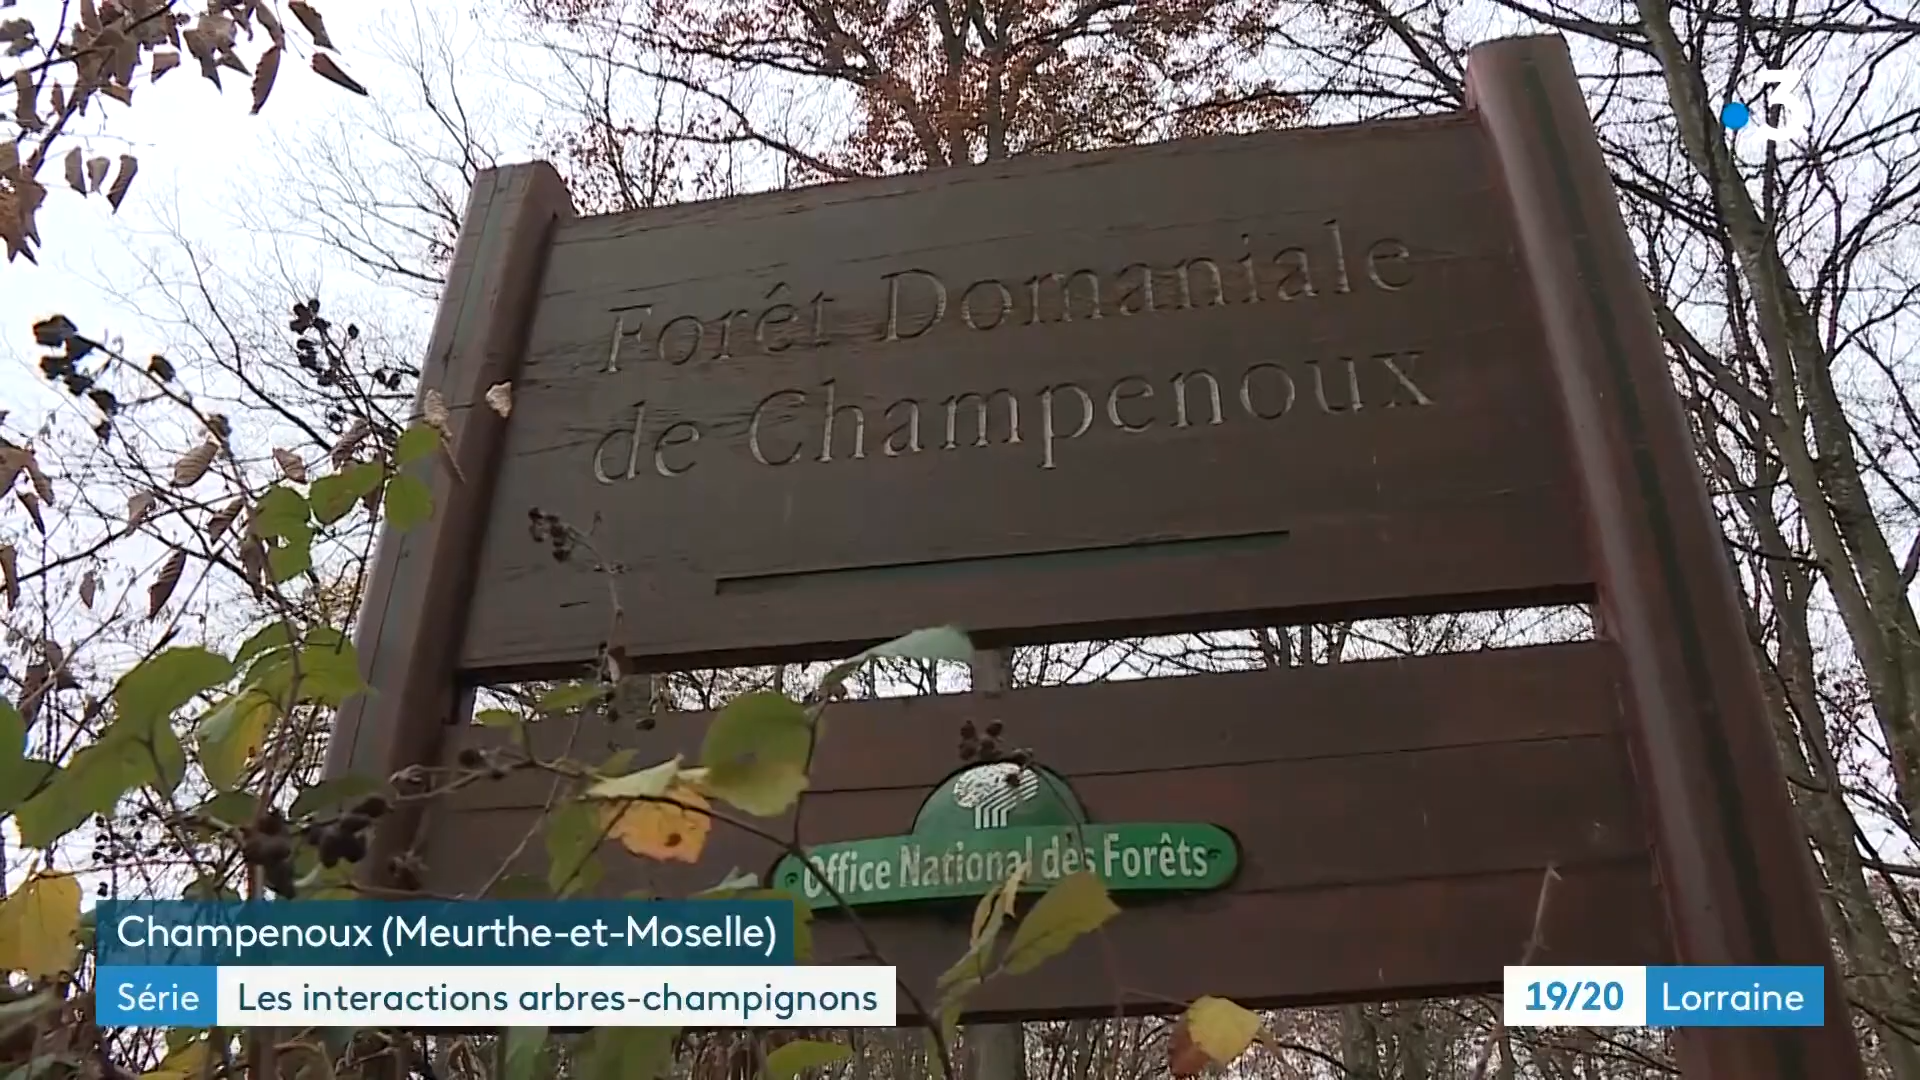 3
Forêt Domaniale
de Champenoux
Office National des Forêts
Champenoux (Meurthe-et-Moselle)
Série Les interactions arbres-champignons
19/20 Lorraine